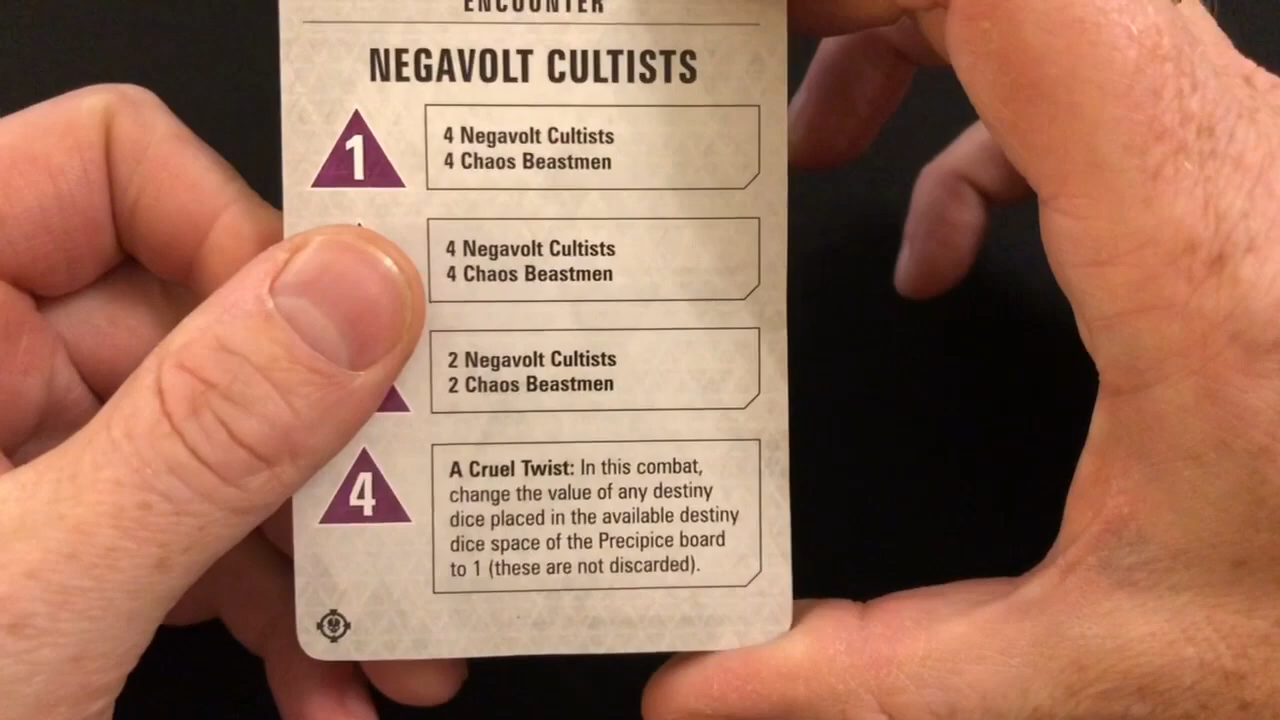 ENCOUNTER
NEGAVOLT CULTISTS
1
4 Negavolt Cultists
4 Chaos Beastmen
4 Negavolt Cultists
4 Chaos Beastmen
2 Negavolt Cultists
2 Chaos Beastmen
4
A Cruel Twist: In this combat,
change the value of any destiny
dice placed in the available destiny
dice space of the Precipice board
to 1 (these are not discarded).